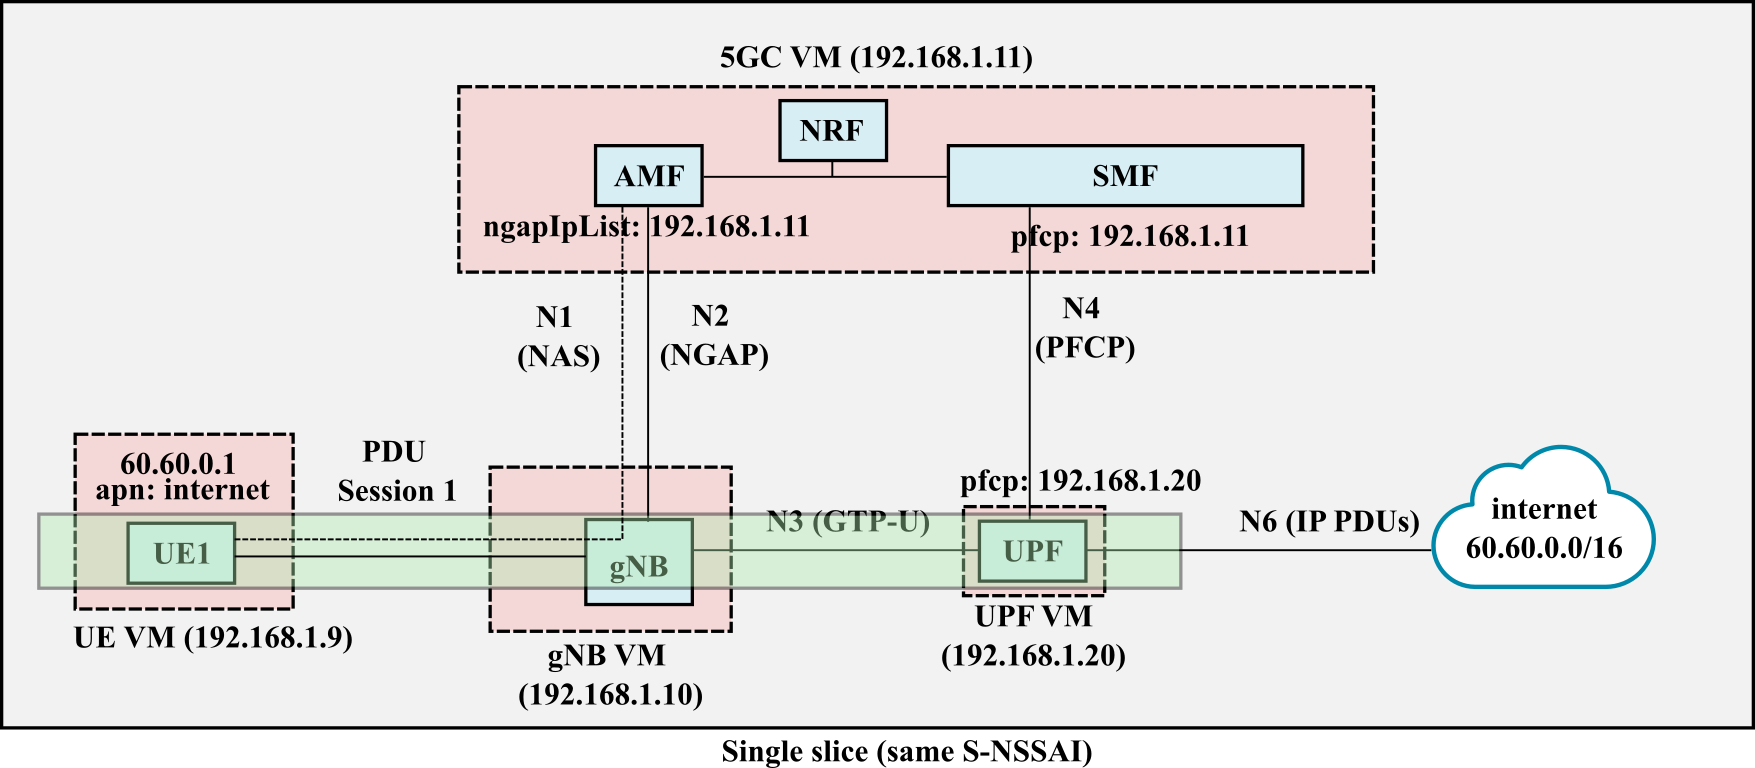 5GC VM (192.168.1.11)
NRF
AMF
SMF
ngapIpList: 192.168.1.11
pfcp: 192.168.1.11
N1
(NAS)
N2
(NGAP)
N4
(PFCP)
60.60.0.1
apn: internet
PDU
Session 1
UE1
UE VM (192.168.1.9)
gNB
gNB VM
(192.168.1.10)
N3 (GTP-U)
pfcp: 192.168.1.20
UPF
UPF VM
(192.168.1.20)
N6 (IP PDUs)
internet
60.60.0.0/16
Single slice (same S-NSSAI)